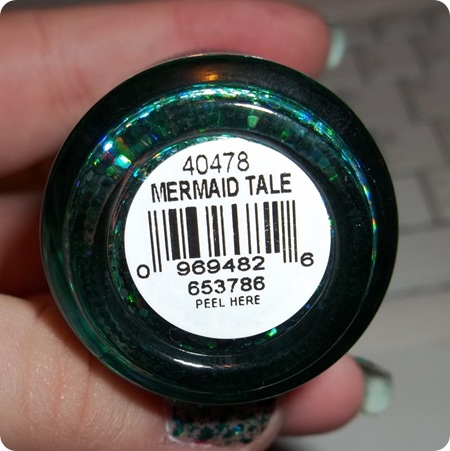 40478
MERMAID TALE
0 969482 6
653786
PEEL HERE